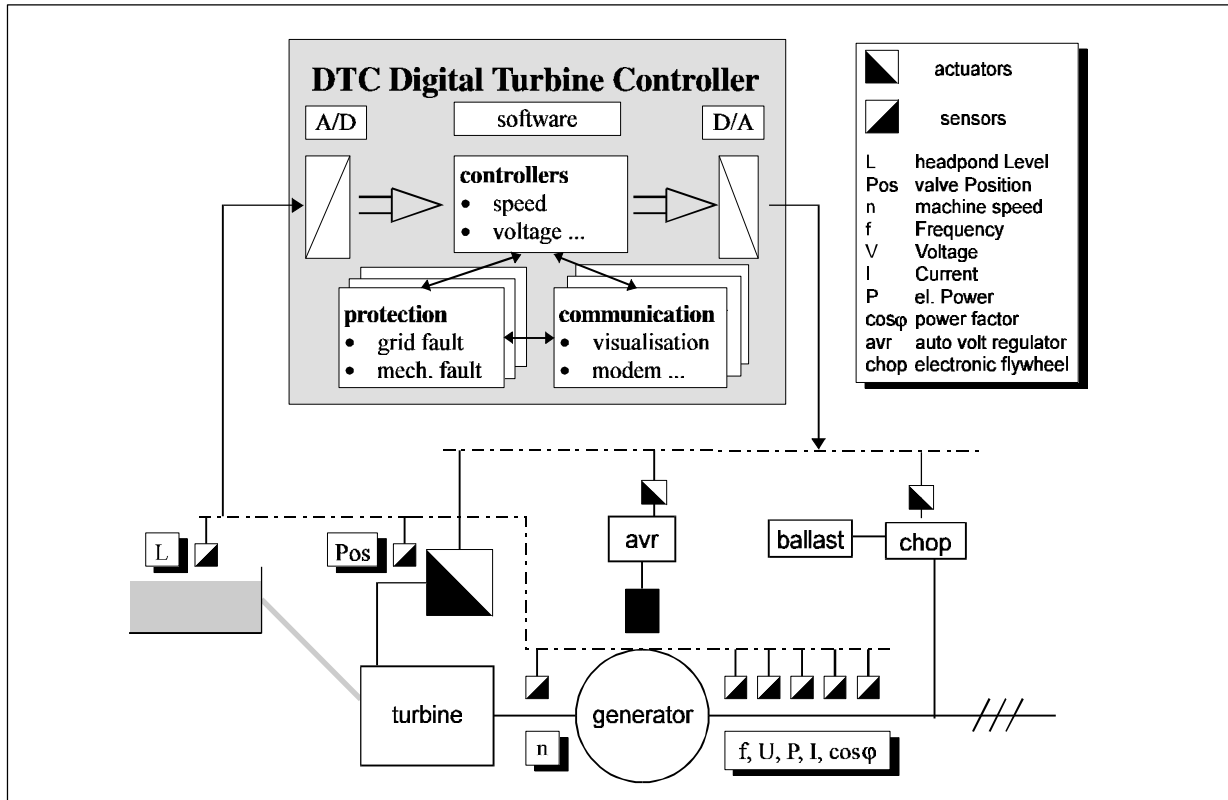 DTC Digital Turbine Controller
A/D
software
D/A
controllers
• speed
• voltage ...
protection
• grid fault
• mech. fault
communication
• visualisation
• modem ...
actuators
sensors
L headpond Level
Pos valve Position
n machine speed
f Frequency
V Voltage
I Current
P el. Power
cosφ power factor
avr auto volt regulator
chop electronic flywheel
L
Pos
avr
ballast
chop
turbine
generator
n
f, U, P, I, cosφ